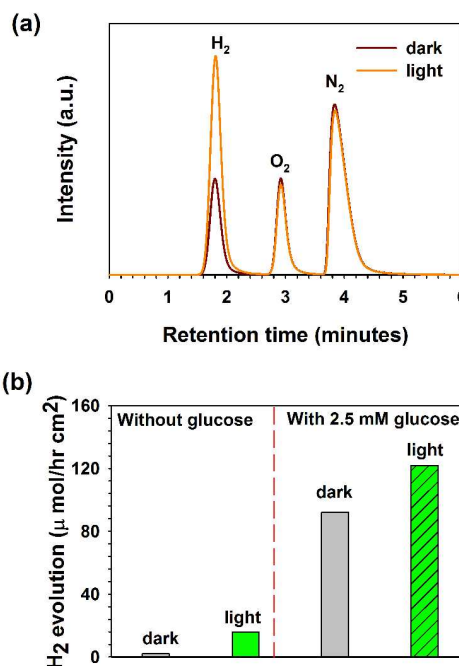 (a)
H2
dark
light
N2
O2
Intensity (a.u.)
0 1 2 3 4 5 6
Retention time (minutes)
(b)
H2 evolution (μ mol/hr cm2)
160
120
80
40
0
Without glucose
With 2.5 mM glucose
dark
light
dark
light